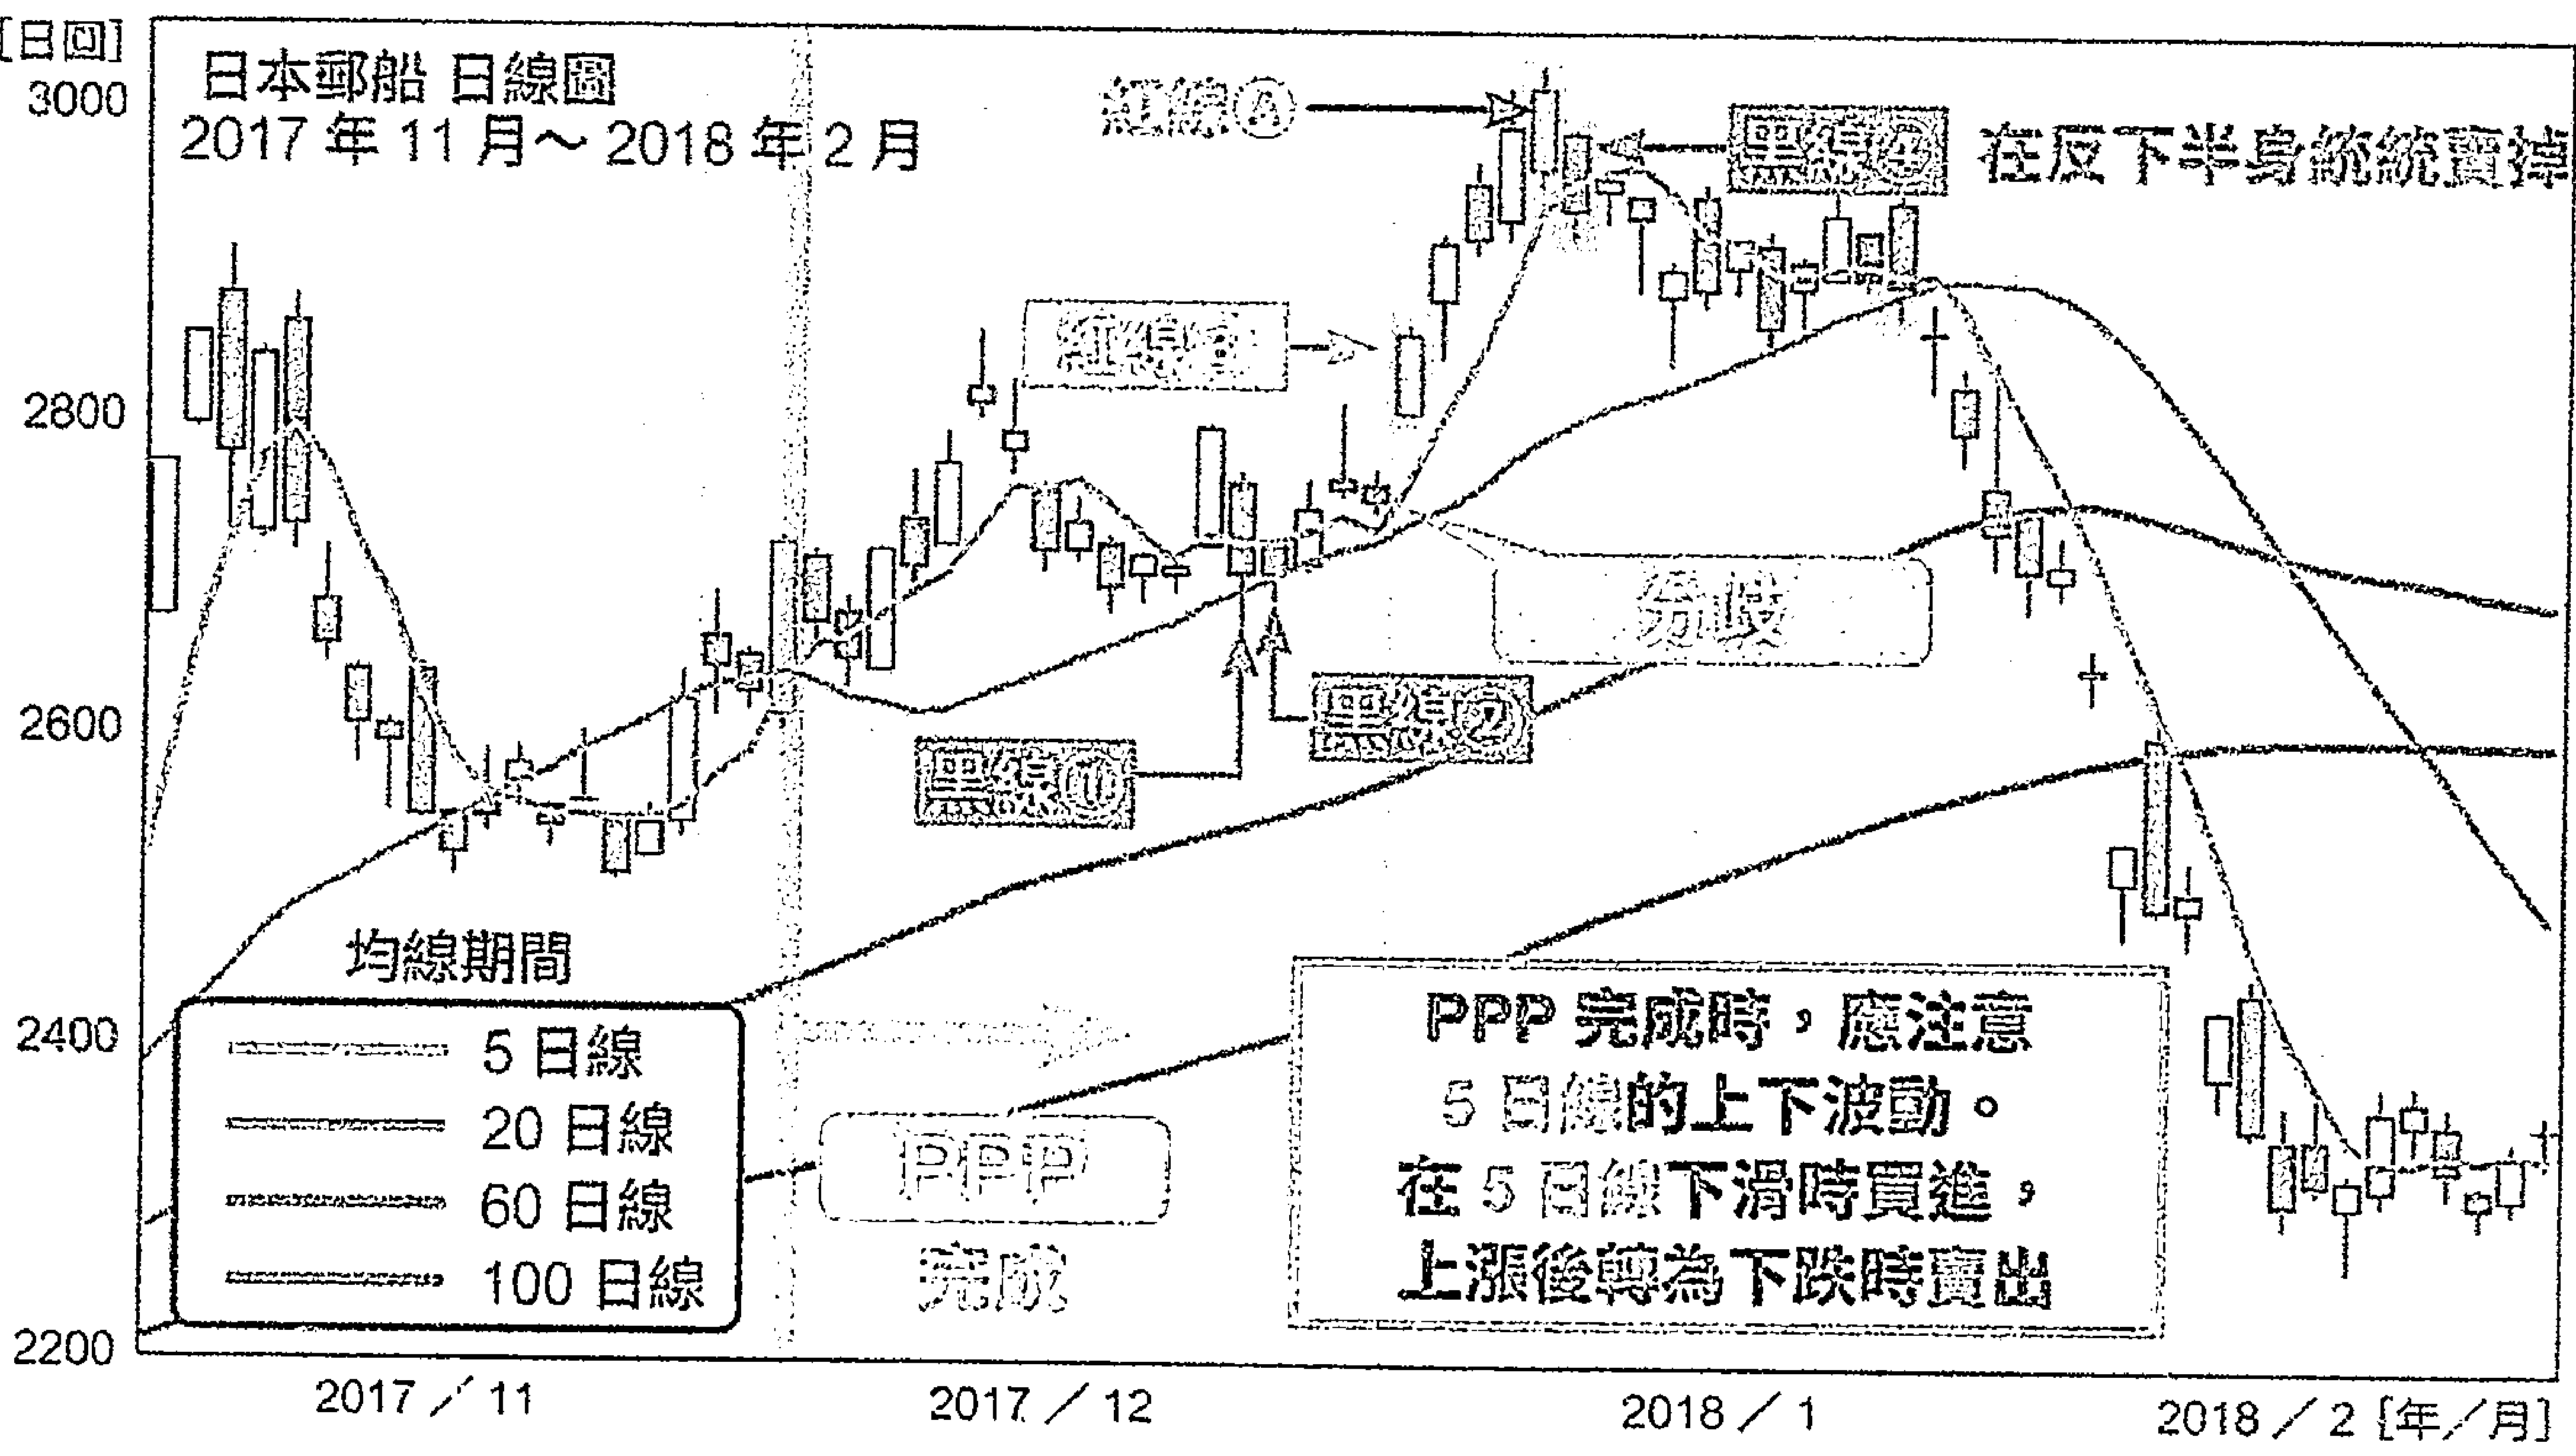 [日圓]
3000
2800
2600
2400
2200
日本郵船 日線圖
2017 年 11 月～2018 年 2 月
紅線Ⓐ
黑線④ 在反下半身統統賣掉
紅線③
分歧
黑線②
黑線①
均線期間
5 日線
20 日線
60 日線
100 日線
PPP
完成
PPP 完成時，應注意
5 日線的上下波動。
在 5 日線下滑時買進，
上漲後轉為下跌時賣出
2017／11
2017／12
2018／1
2018／2 [年／月]